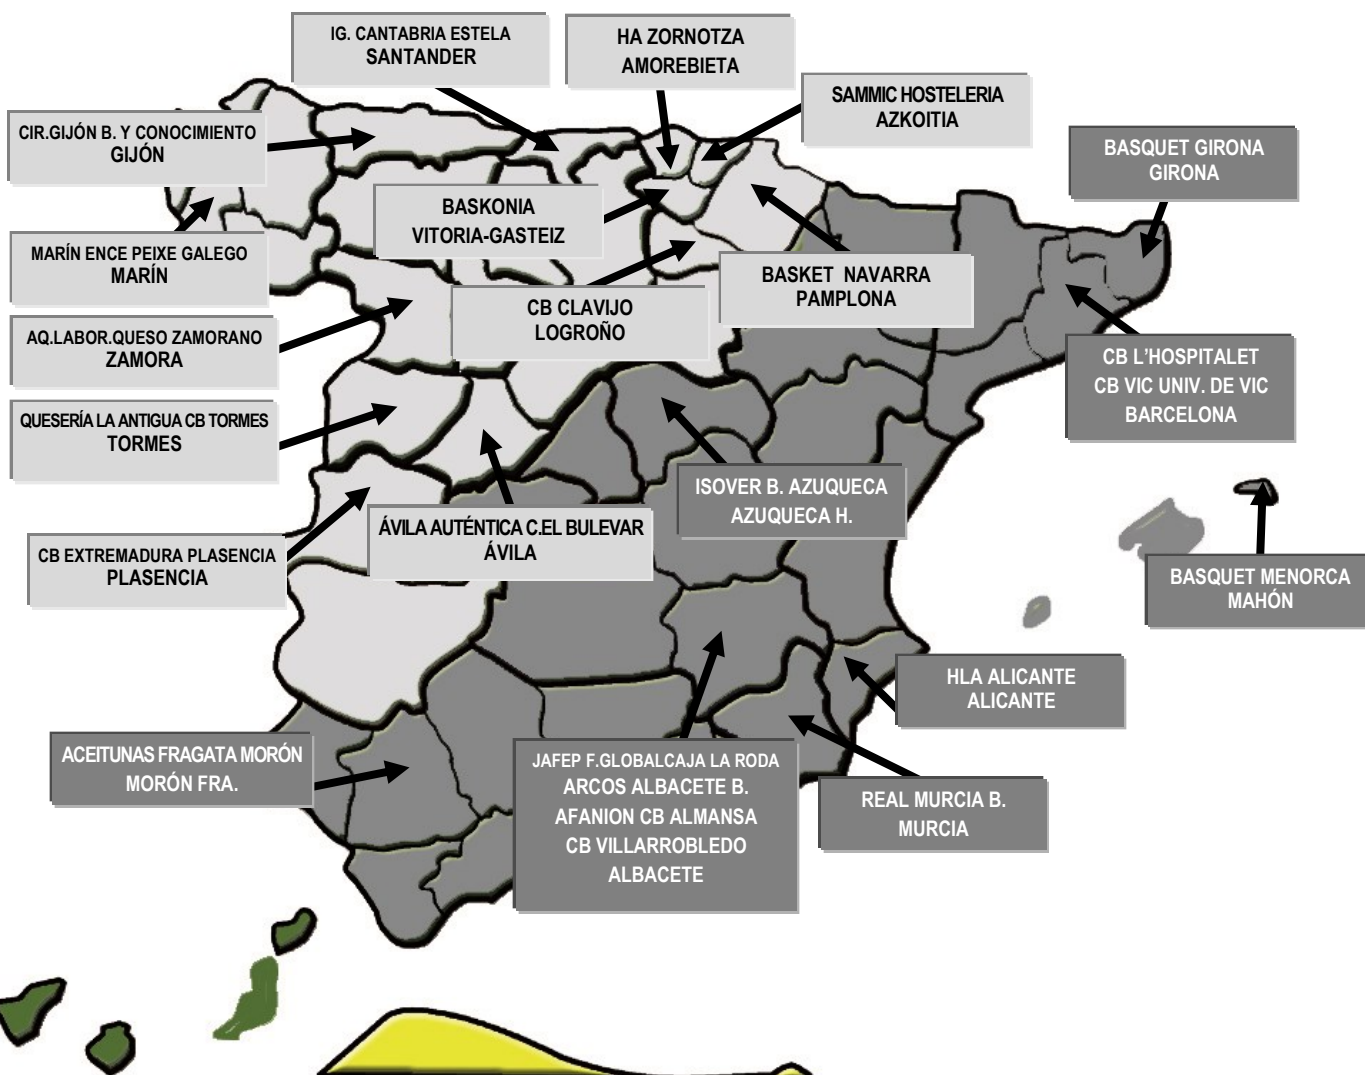 IG. CANTABRIA ESTELA
SANTANDER
HA ZORNOTZA
AMOREBIETA
SAMMIC HOSTELERIA
AZKOITIA
CIR.GIJÓN B. Y CONOCIMIENTO
GIJÓN
BASQUET GIRONA
GIRONA
BASKONIA
VITORIA-GASTEIZ
MARÍN ENCE PEIXE GALEGO
MARÍN
BASKET NAVARRA
PAMPLONA
CB CLAVIJO
LOGROÑO
AQ.LABOR.QUESO ZAMORANO
ZAMORA
CB L'HOSPITALET
CB VIC UNIV. DE VIC
BARCELONA
QUESERÍA LA ANTIGUA CB TORMES
TORMES
ISOVER B. AZUQUECA
AZUQUECA H.
ÁVILA AUTÉNTICA C.EL BULEVAR
ÁVILA
CB EXTREMADURA PLASENCIA
PLASENCIA
BASQUET MENORCA
MAHÓN
HLA ALICANTE
ALICANTE
ACEITUNAS FRAGATA MORÓN
MORÓN FRA.
JAFEP F.GLOBALCAJA LA RODA
ARCOS ALBACETE B.
AFANION CB ALMANSA
CB VILLARROBLEDO
ALBACETE
REAL MURCIA B.
MURCIA